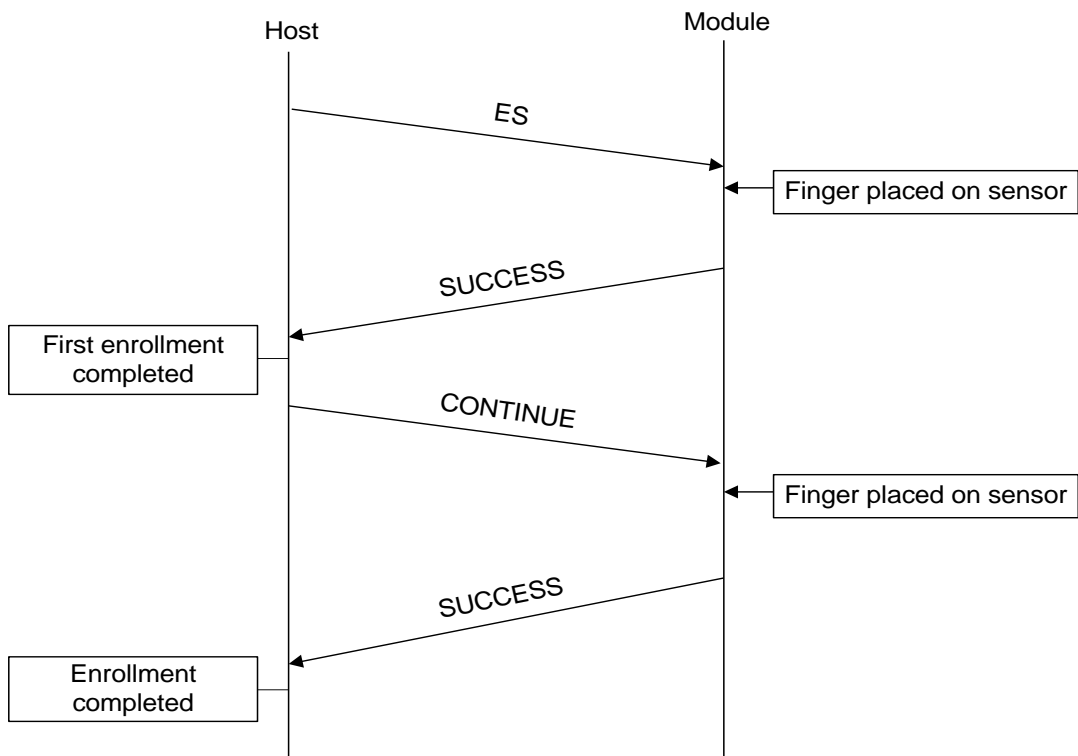 Host
Module
ES
Finger placed on sensor
SUCCESS
First enrollment
completed
CONTINUE
Finger placed on sensor
SUCCESS
Enrollment
completed